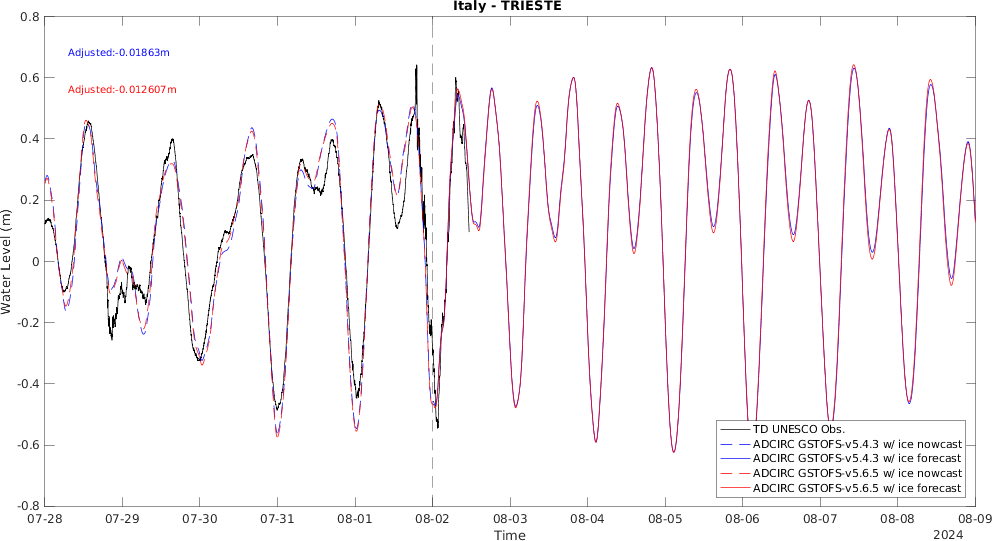 Italy - TRIESTE
0.8
0.6
0.4
0.2
0
-0.2
-0.4
-0.6
-0.8
Water Level (m)
Adjusted:-0.01863m
Adjusted:-0.012607m
TD UNESCO Obs.
ADCIRC GSTOFS-v5.4.3 w/ ice nowcast
ADCIRC GSTOFS-v5.4.3 w/ ice forecast
ADCIRC GSTOFS-v5.6.5 w/ ice nowcast
ADCIRC GSTOFS-v5.6.5 w/ ice forecast
07-28 07-29 07-30 07-31 08-01 08-02 08-03 08-04 08-05 08-06 08-07 08-08 08-09
Time
2024